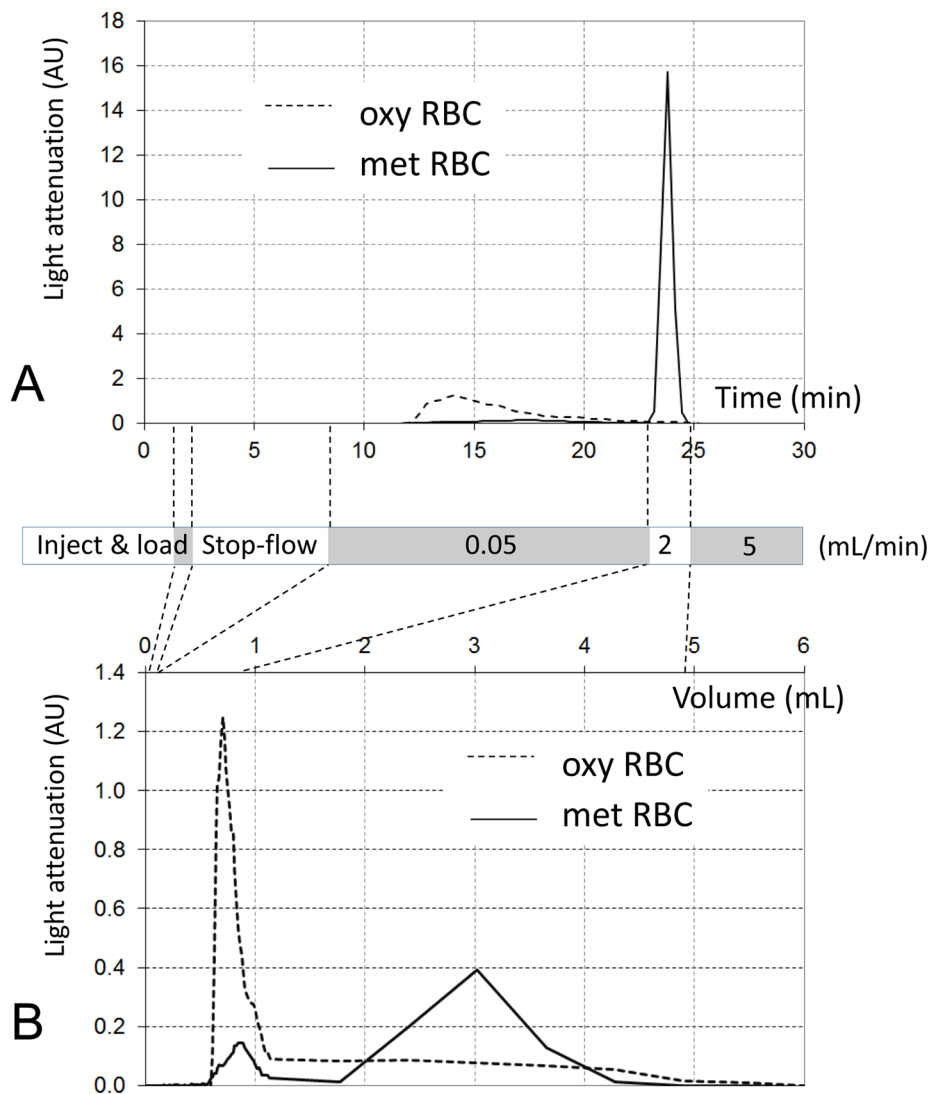 18
16
14
12
10
8
6
4
2
0
Light attenuation (AU)
oxy RBC
met RBC
A
Time (min)
0 5 10 15 20 25 30
Inject & load Stop-flow 0.05 2 5 (mL/min)
0 1 2 3 4 5 6
Volume (mL)
1.4
1.2
1.0
0.8
0.6
0.4
0.2
0.0
Light attenuation (AU)
oxy RBC
met RBC
B